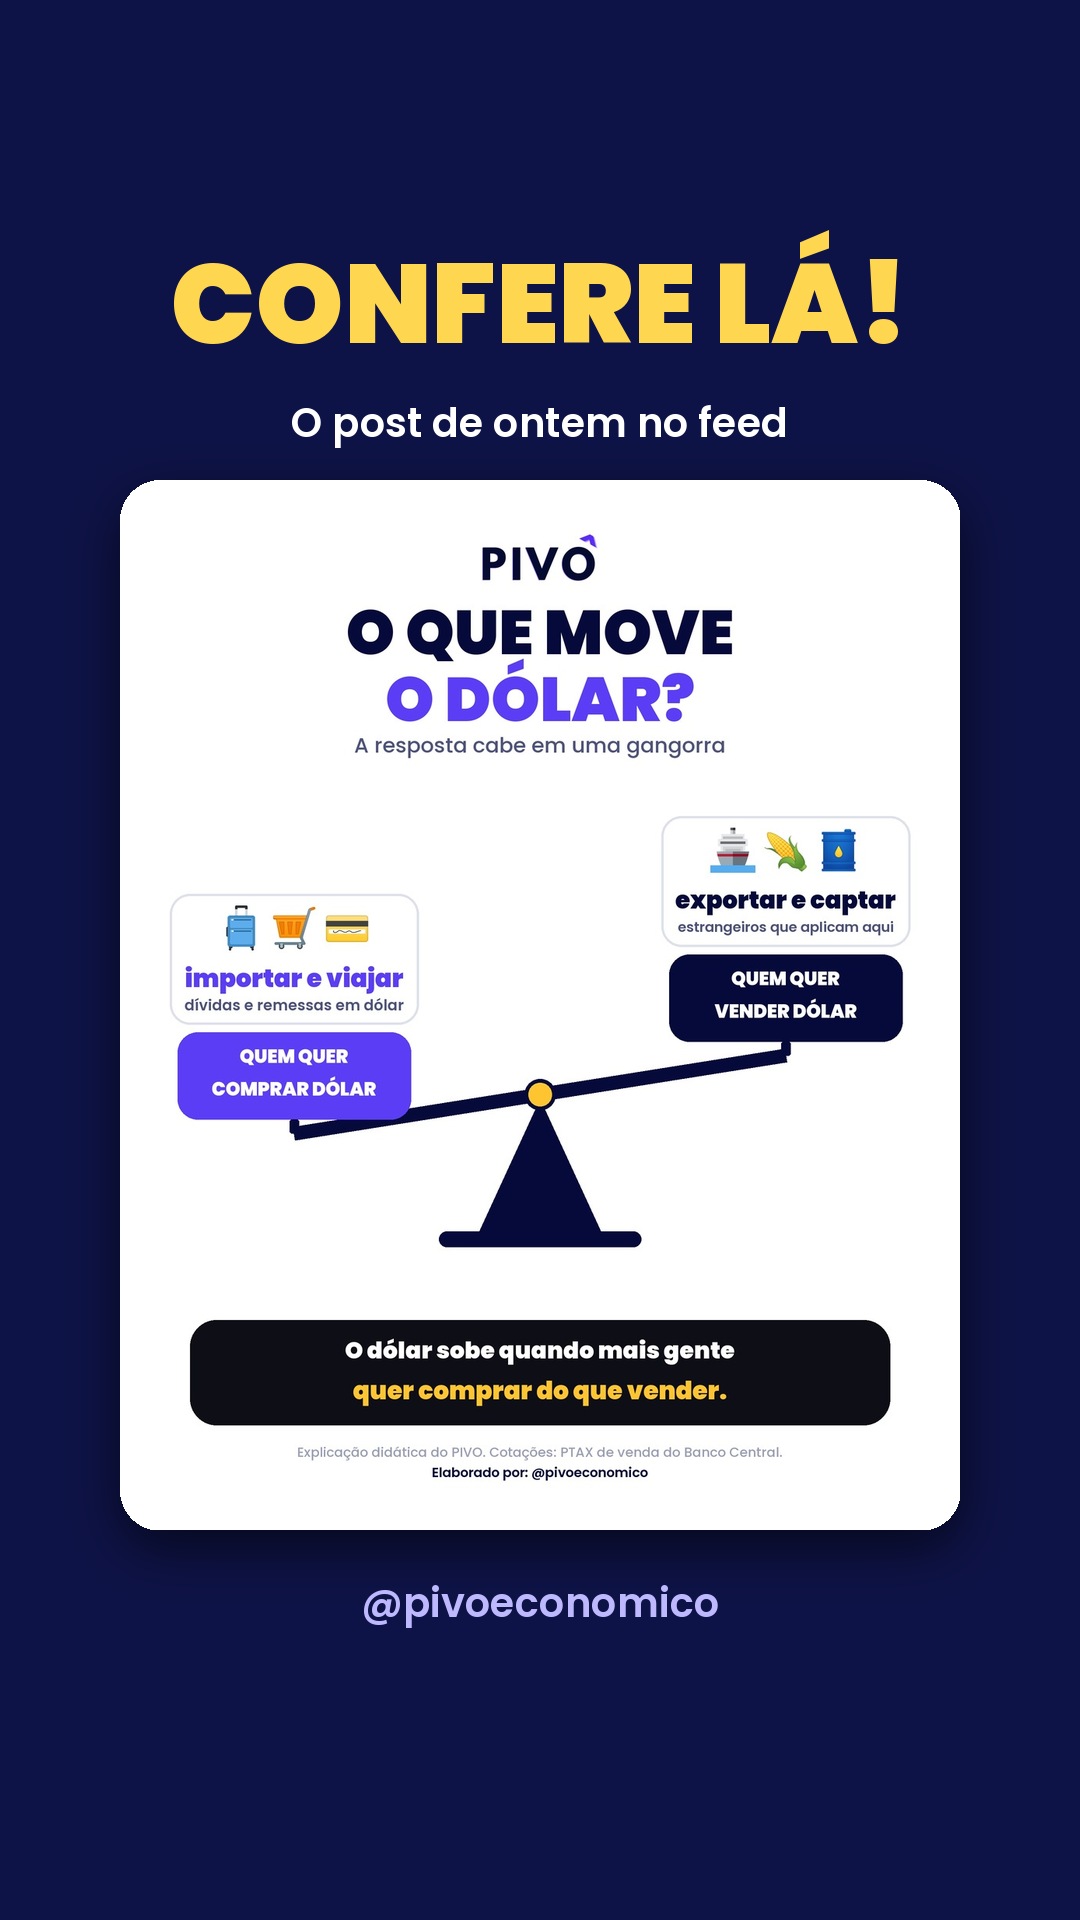 CONFERE LÁ!
O post de ontem no feed
PIVÔ
O QUE MOVE
O DÓLAR?
A resposta cabe em uma gangorra
exportar e captar
estrangeiros que aplicam aqui
QUEM QUER
VENDER DÓLAR
importar e viajar
dívidas e remessas em dólar
QUEM QUER
COMPRAR DÓLAR
O dólar sobe quando mais gente
quer comprar do que vender.
Explicação didática do PIVO. Cotações: PTAX de venda do Banco Central.
Elaborado por: @pivoeconomico
@pivoeconomico